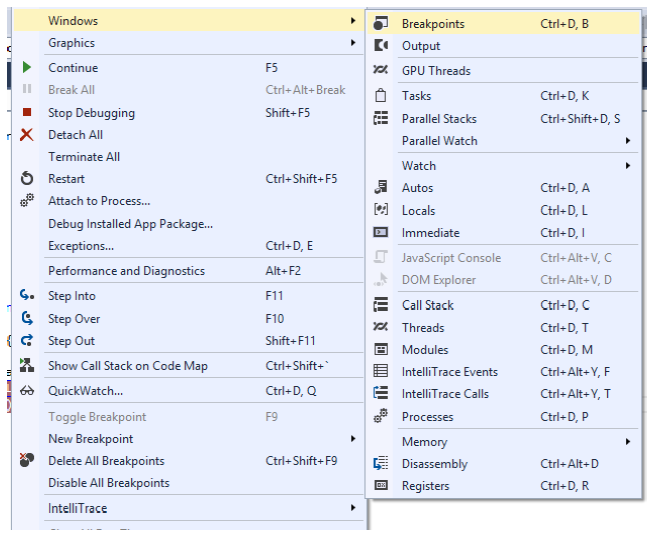 Windows
Graphics
Continue F5
Break All Ctrl+Alt+Break
Stop Debugging Shift+F5
Detach All
Terminate All
Restart Ctrl+Shift+F5
Attach to Process...
Debug Installed App Package...
Exceptions... Ctrl+D, E
Performance and Diagnostics Alt+F2
Step Into F11
Step Over F10
Step Out Shift+F11
Show Call Stack on Code Map Ctrl+Shift+`
QuickWatch... Ctrl+D, Q
Toggle Breakpoint F9
New Breakpoint
Delete All Breakpoints Ctrl+Shift+F9
Disable All Breakpoints
IntelliTrace
Breakpoints Ctrl+D, B
Output
GPU Threads
Tasks Ctrl+D, K
Parallel Stacks Ctrl+Shift+D, S
Parallel Watch
Watch
Autos Ctrl+D, A
Locals Ctrl+D, L
Immediate Ctrl+D, I
JavaScript Console Ctrl+Alt+V, C
DOM Explorer Ctrl+Alt+V, D
Call Stack Ctrl+D, C
Threads Ctrl+D, T
Modules Ctrl+D, M
IntelliTrace Events Ctrl+Alt+Y, F
IntelliTrace Calls Ctrl+Alt+Y, T
Processes Ctrl+D, P
Memory
Disassembly Ctrl+Alt+D
Registers Ctrl+D, R